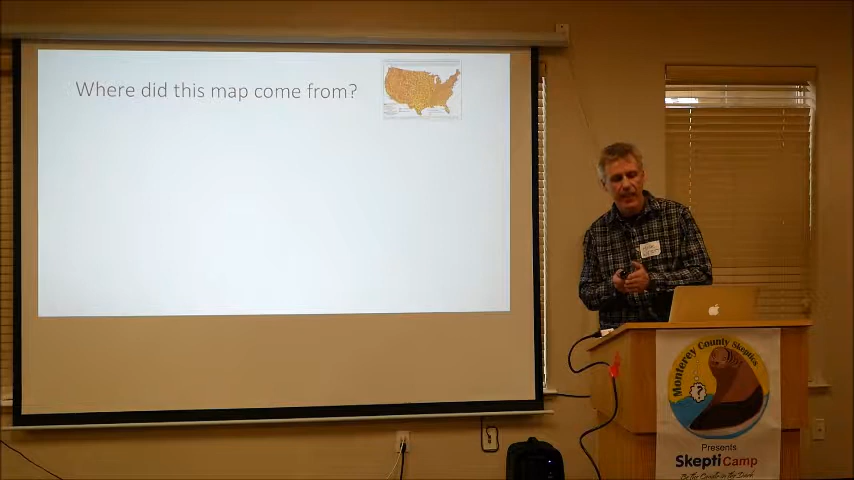 Where did this map come from?
Monterey County Skeptics
?
Presents
SkeptiCamp